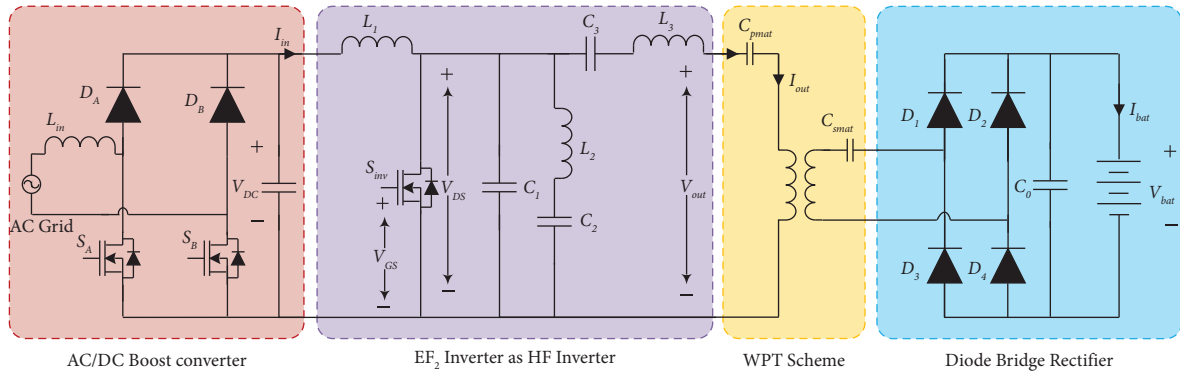 I_in
L_1
C_3
L_3
C_pmat
D_A
D_B
+
I_out
D_1
D_2
I_bat
L_in
C_smat
+
L_2
S_inv
V_DC
V_DS
C_1
V_out
C_0
+
V_bat
AC Grid
−
+
C_2
−
S_A
S_B
V_GS
D_3
D_4
−
−
−
AC/DC Boost converter
EF_2 Inverter as HF Inverter
WPT Scheme
Diode Bridge Rectifier